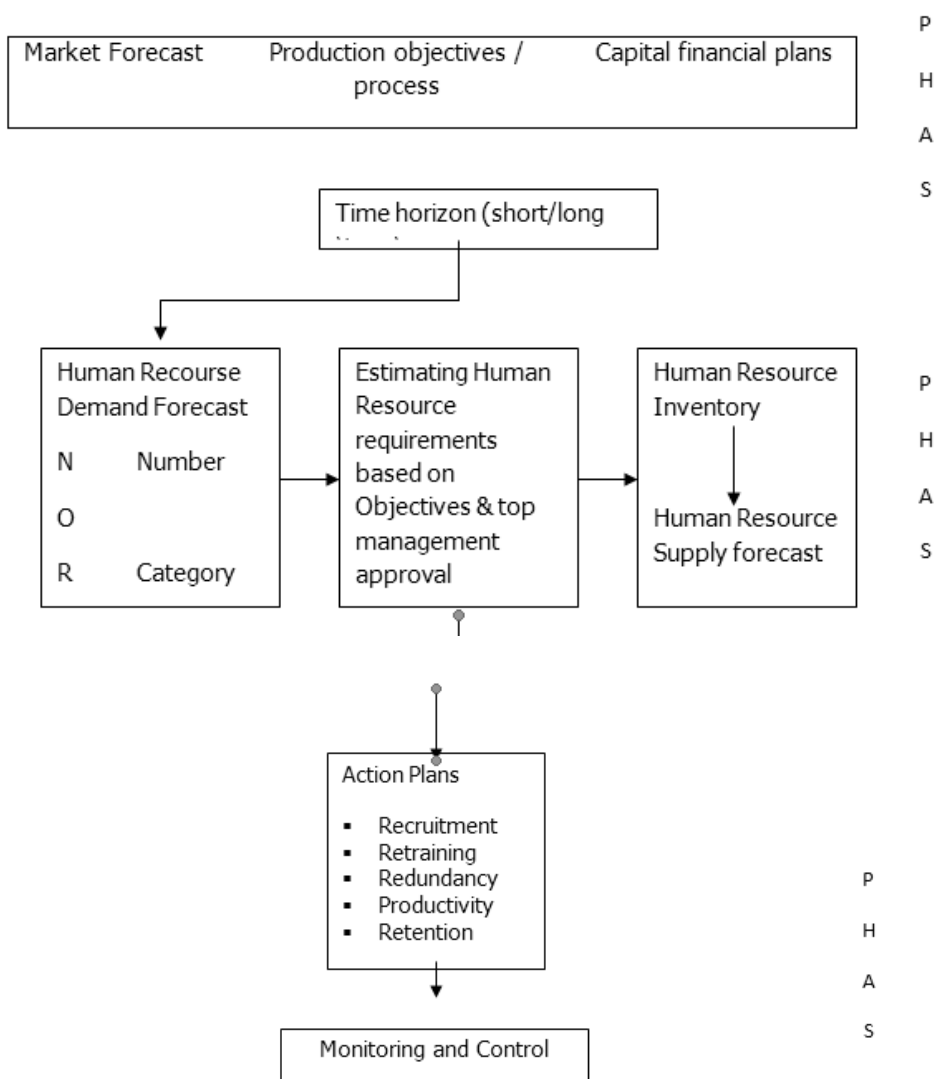 Market Forecast Production objectives / Capital financial plans
process
Time horizon (short/long
Human Recourse
Demand Forecast
N Number
O
R Category
Estimating Human
Resource
requirements
based on
Objectives & top
management
approval
Human Resource
Inventory
Human Resource
Supply forecast
Action Plans
▪ Recruitment
▪ Retraining
▪ Redundancy
▪ Productivity
▪ Retention
Monitoring and Control
P
H
A
S
P
H
A
S
P
H
A
S